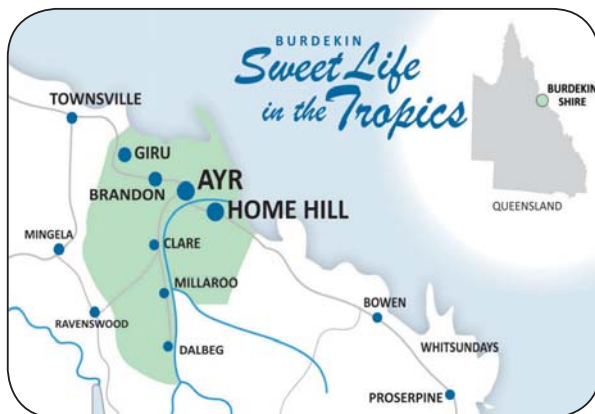 BURDEKIN
Sweet Life
in the Tropics
TOWNSVILLE
GIRU
BRANDON
AYR
HOME HILL
MINGELA
CLARE
MILLAROO
RAVENSWOOD
DALBEG
BOWEN
WHITSUNDAYS
PROSERPINE
BURDEKIN
SHIRE
QUEENSLAND